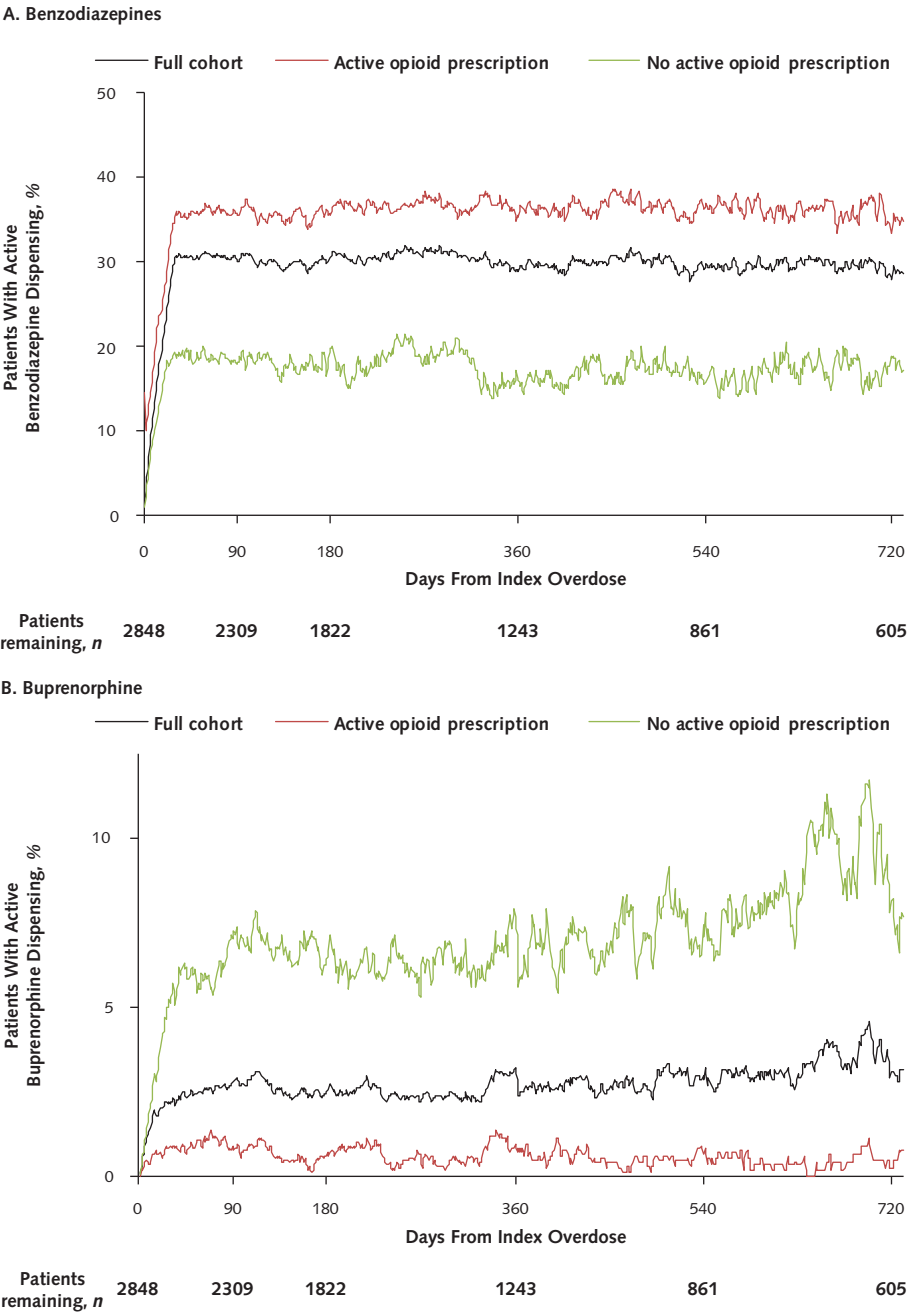 A. Benzodiazepines
Full cohort Active opioid prescription No active opioid prescription
50
40
30
20
10
0
Patients With Active
Benzodiazepine Dispensing, %
0 90 180 360 540 720
Days From Index Overdose
Patients
remaining, n
2848 2309 1822 1243 861 605
B. Buprenorphine
Full cohort Active opioid prescription No active opioid prescription
10
5
0
Patients With Active
Buprenorphine Dispensing, %
0 90 180 360 540 720
Days From Index Overdose
Patients
remaining, n
2848 2309 1822 1243 861 605